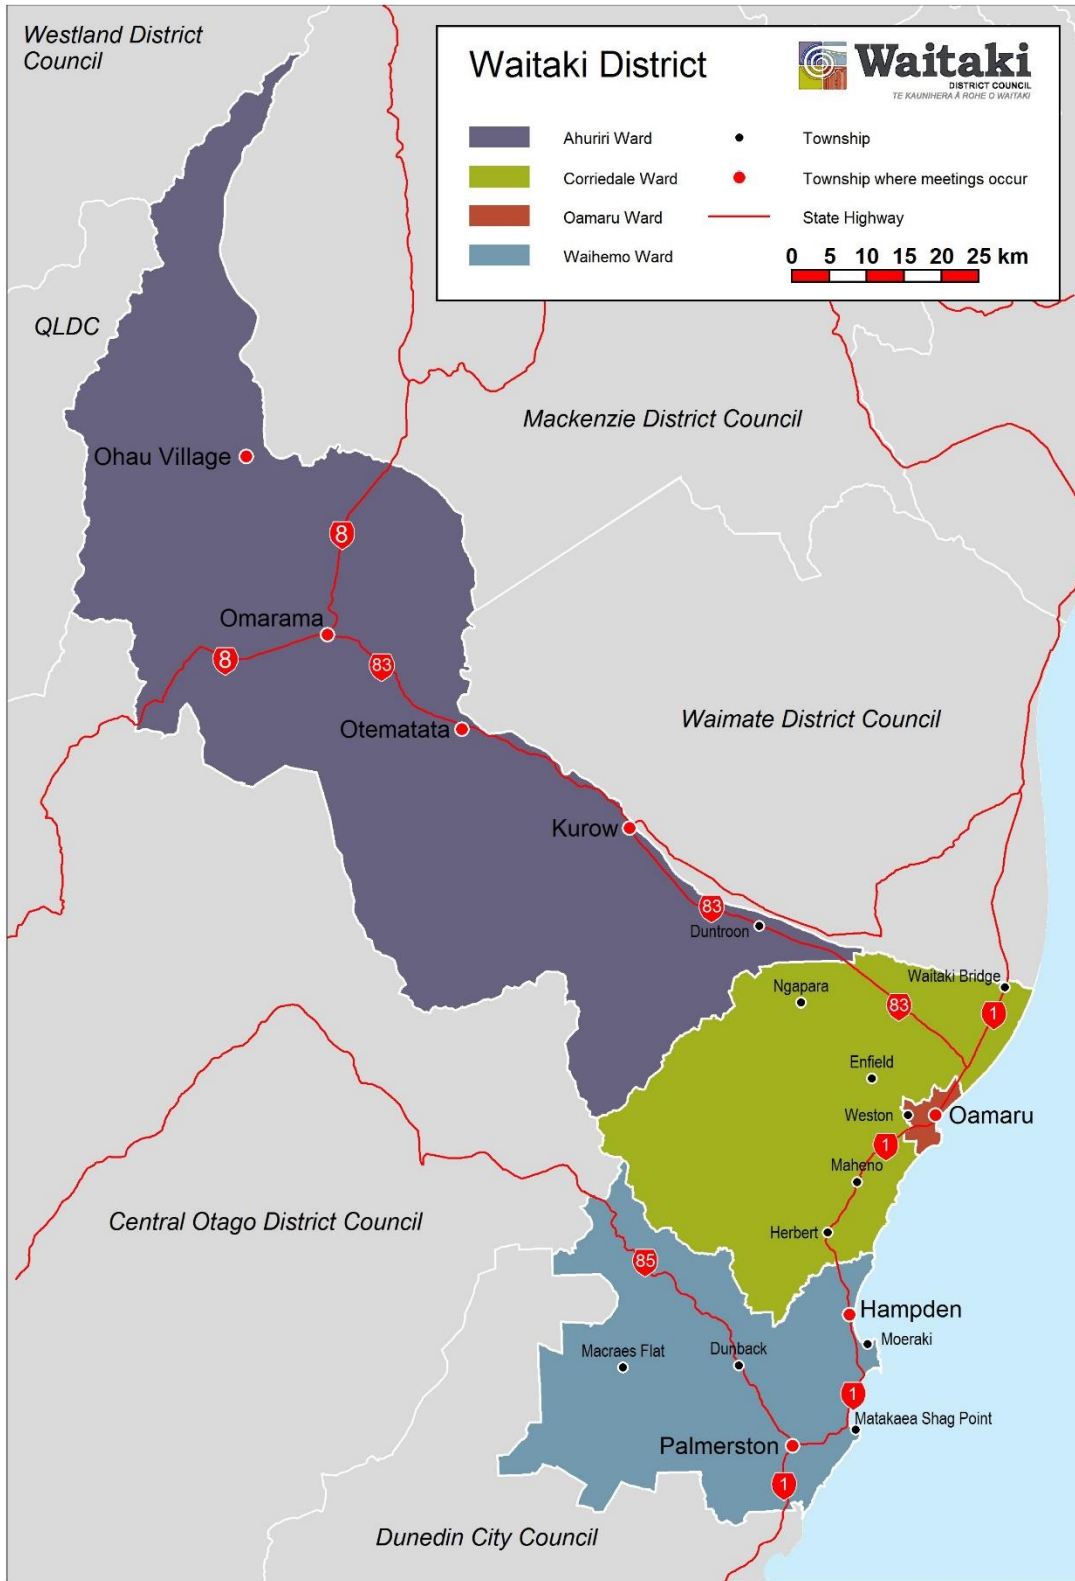 Westland District
Council
Waitaki District
Waitaki
DISTRICT COUNCIL
TE KAUNIHERA Ā ROHE O WAITAKI
Ahuriri Ward
Township
Corriedale Ward
Township where meetings occur
Oamaru Ward
State Highway
Waihemo Ward
0 5 10 15 20 25 km
QLDC
Mackenzie District Council
Ohau Village
8
Omarama
8
83
Otematata
Waimate District Council
Kurow
83
Duntroon
Waitaki Bridge
Ngapara
83
1
Enfield
Weston
Oamaru
1
Maheno
Central Otago District Council
Herbert
85
Hampden
Moeraki
Macraes Flat
Dunback
1
Matakaea Shag Point
Palmerston
1
Dunedin City Council